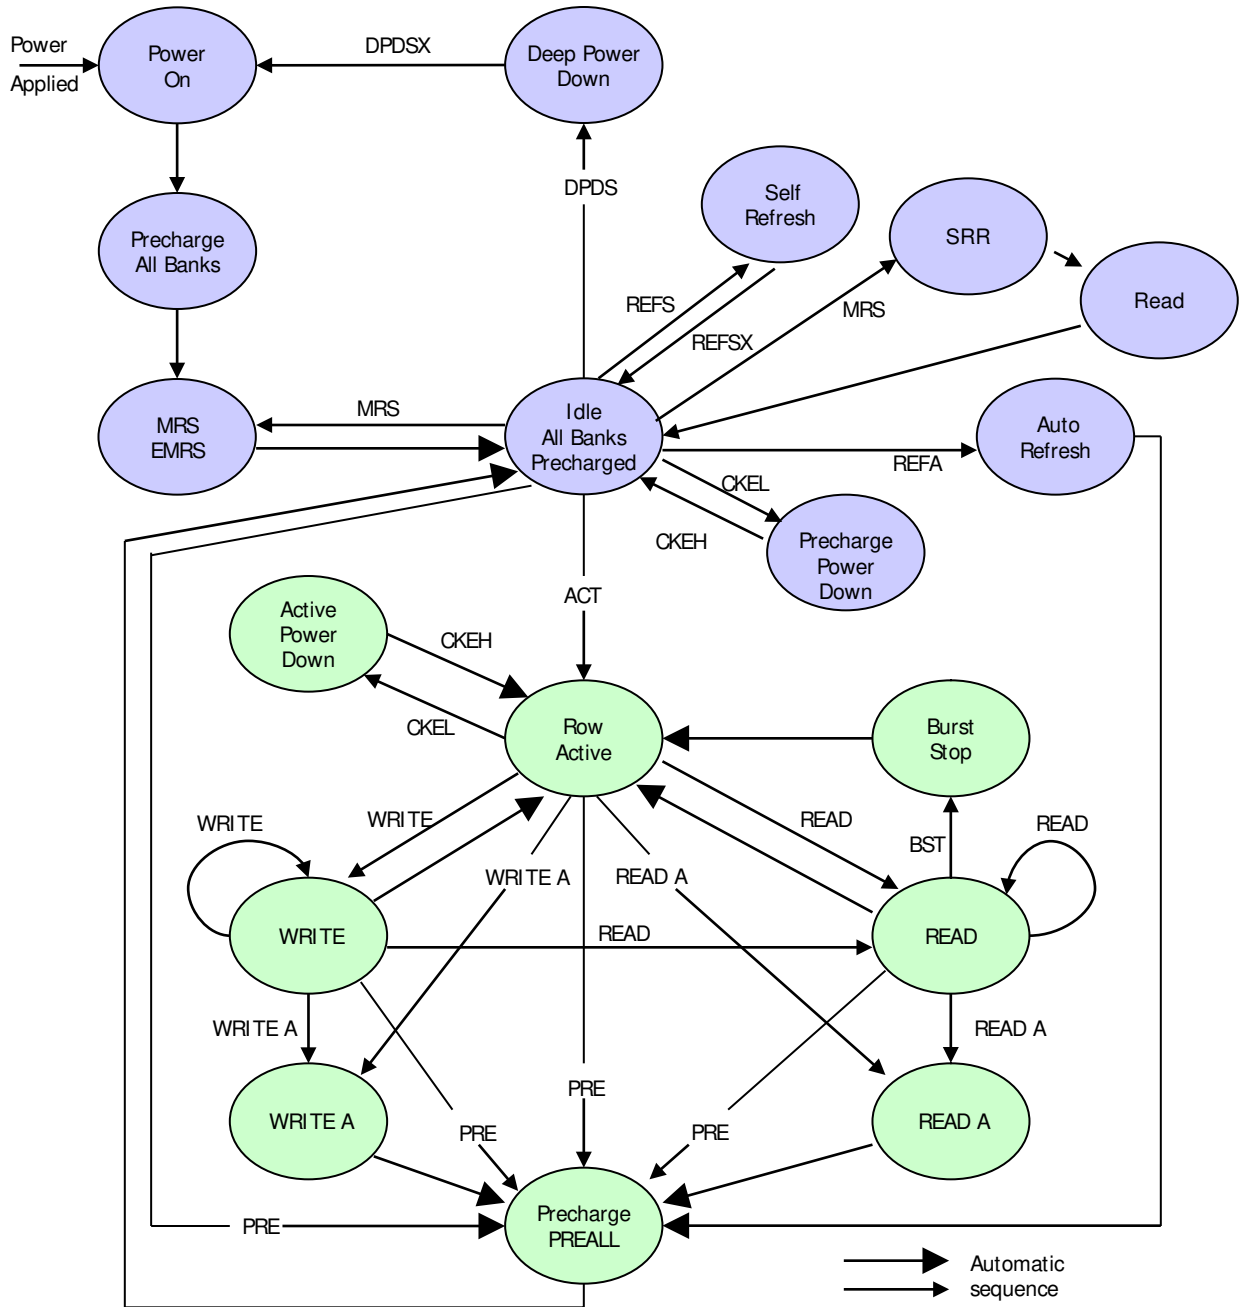 Power
Applied
Power
On
DPDSX
Deep Power
Down
DPDS
Self
Refresh
SRR
Read
Precharge
All Banks
REFS
REFSX
MRS
MRS
EMRS
MRS
Idle
All Banks
Precharged
Auto
Refresh
REFA
CKEL
CKEH
Precharge
Power
Down
ACT
Active
Power
Down
CKEH
CKEL
Row
Active
Burst
Stop
WRITE
WRITE
READ
BST
READ
WRITE A
READ A
WRITE
READ
READ
WRITE A
READ A
WRITE A
PRE
PRE
PRE
READ A
PRE
Precharge
PREALL
Automatic
sequence